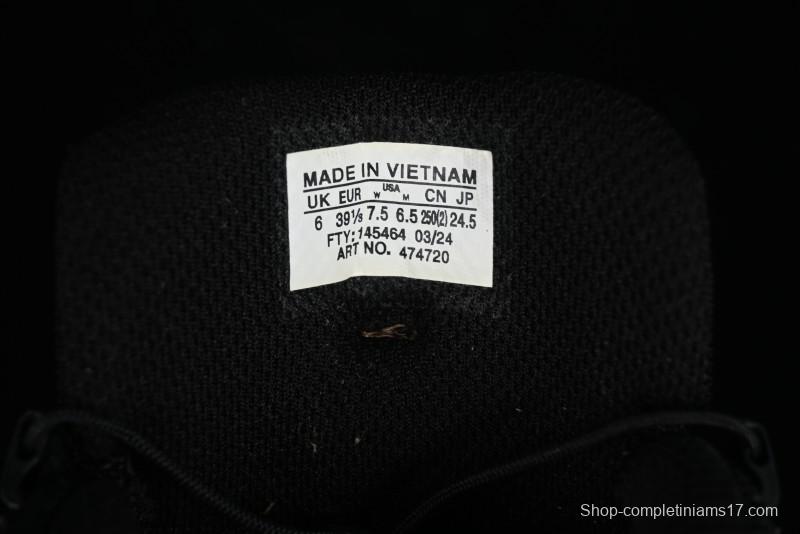 MADE IN VIETNAM
UK EUR W USA M CN JP
6 39⅓ 7.5 6.5 250(2) 24.5
FTY: 145464 03/24
ART NO. 474720
Shop-completiniams17.com